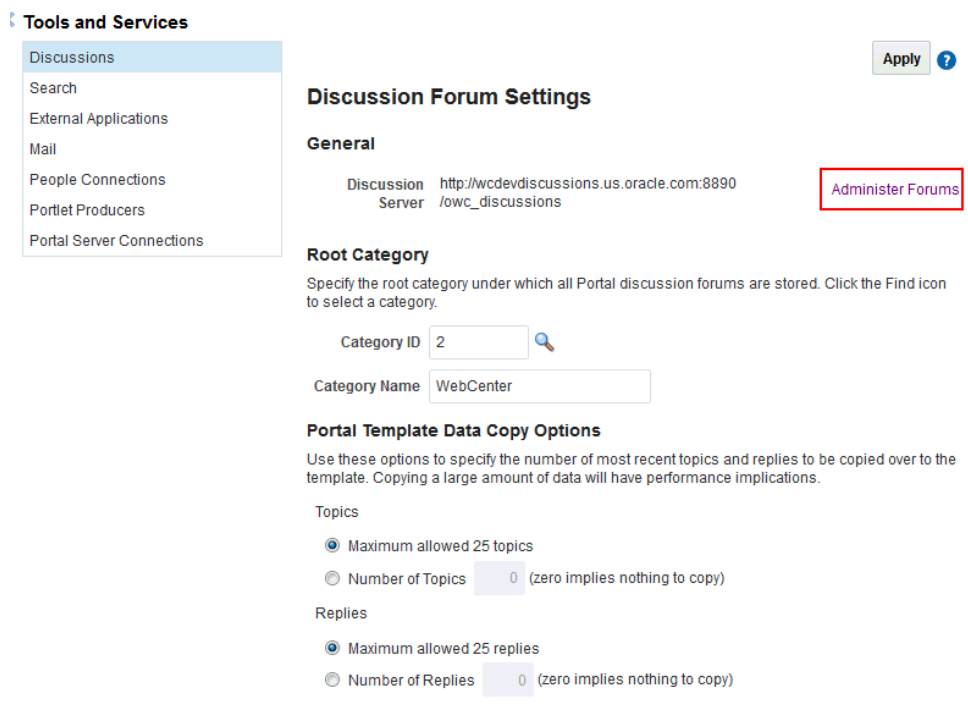 Tools and Services
Discussions
Search
External Applications
Mail
People Connections
Portlet Producers
Portal Server Connections
Apply
?
Discussion Forum Settings
General
Discussion Server http://wcdevdiscussions.us.oracle.com:8890
/owc_discussions
Administer Forums
Root Category
Specify the root category under which all Portal discussion forums are stored. Click the Find icon
to select a category.
Category ID 2
Category Name WebCenter
Portal Template Data Copy Options
Use these options to specify the number of most recent topics and replies to be copied over to the
template. Copying a large amount of data will have performance implications.
Topics
Maximum allowed 25 topics
Number of Topics 0 (zero implies nothing to copy)
Replies
Maximum allowed 25 replies
Number of Replies 0 (zero implies nothing to copy)